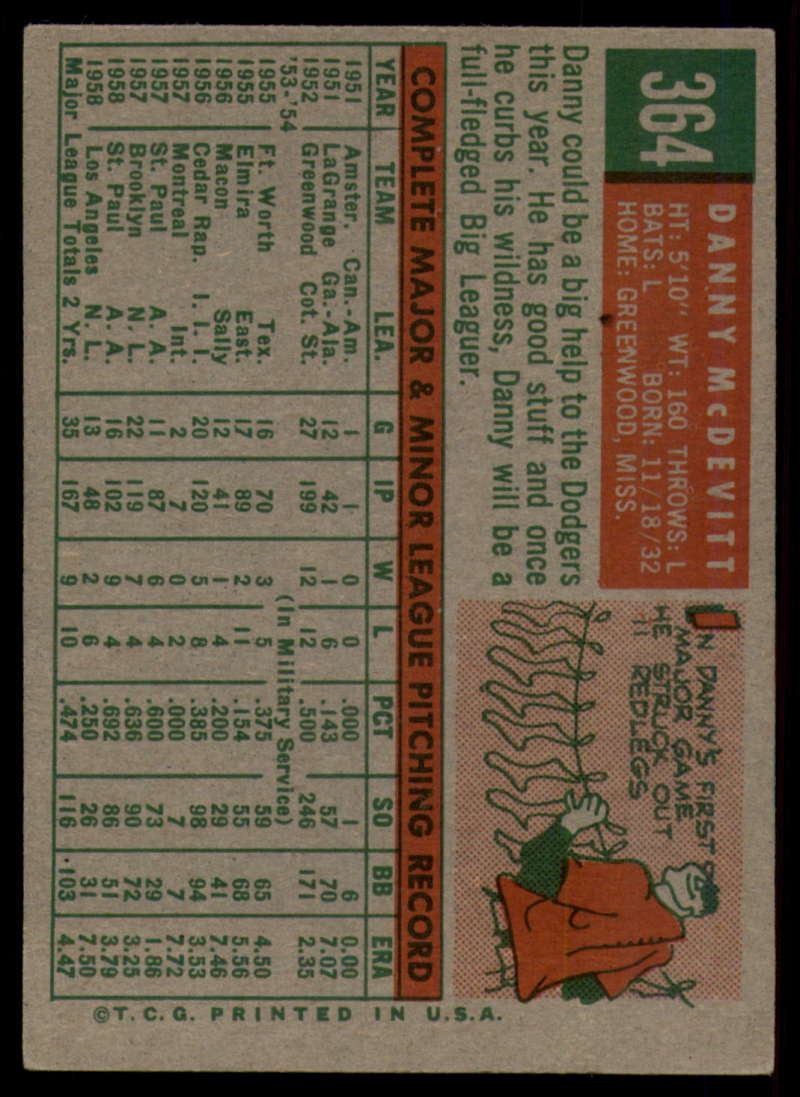 364
DANNY McDEVITT
HT: 5'10" WT: 160 THROWS: L
BATS: L BORN: 11/18/32
HOME: GREENWOOD, MISS.
Danny could be a big help to the Dodgers
this year. He has good stuff and once
he curbs his wildness, Danny will be a
full-fledged Big Leaguer.
IN DANNY'S FIRST
MAJOR GAME
HE STRUCK OUT
11 REDLEGS
COMPLETE MAJOR & MINOR LEAGUE PITCHING RECORD
YEAR TEAM LEA. G IP W L PCT SO BB ERA
1951 Amster. Can.-Am. 1 1 0 0 .000 1 6 0.00
1951 LaGrange Ga.-Ala. 12 42 1 6 .143 57 70 7.07
1952 Greenwood Cot. St. 27 199 12 12 .500 246 171 2.35
'53-'54 (In Military Service)
1955 Ft. Worth Tex. 16 70 3 5 .375 59 65 4.50
1955 Elmira East. 17 89 2 11 .154 55 68 5.56
1956 Macon Sally 12 41 1 4 .200 29 41 7.46
1956 Cedar Rap. I. I. I. 20 120 5 8 .385 98 94 3.53
1957 Montreal Int. 2 7 0 2 .000 7 7 7.72
1957 St. Paul A. A. 11 87 6 4 .600 73 29 1.86
1957 Brooklyn N. L. 22 119 7 4 .636 90 72 3.25
1958 St. Paul A. A. 16 102 9 4 .692 86 51 3.79
1958 Los Angeles N. L. 13 48 2 6 .250 26 31 7.50
Major League Totals 2 Yrs. 35 167 9 10 .474 116 103 4.47
©T.C.G. PRINTED IN U.S.A.